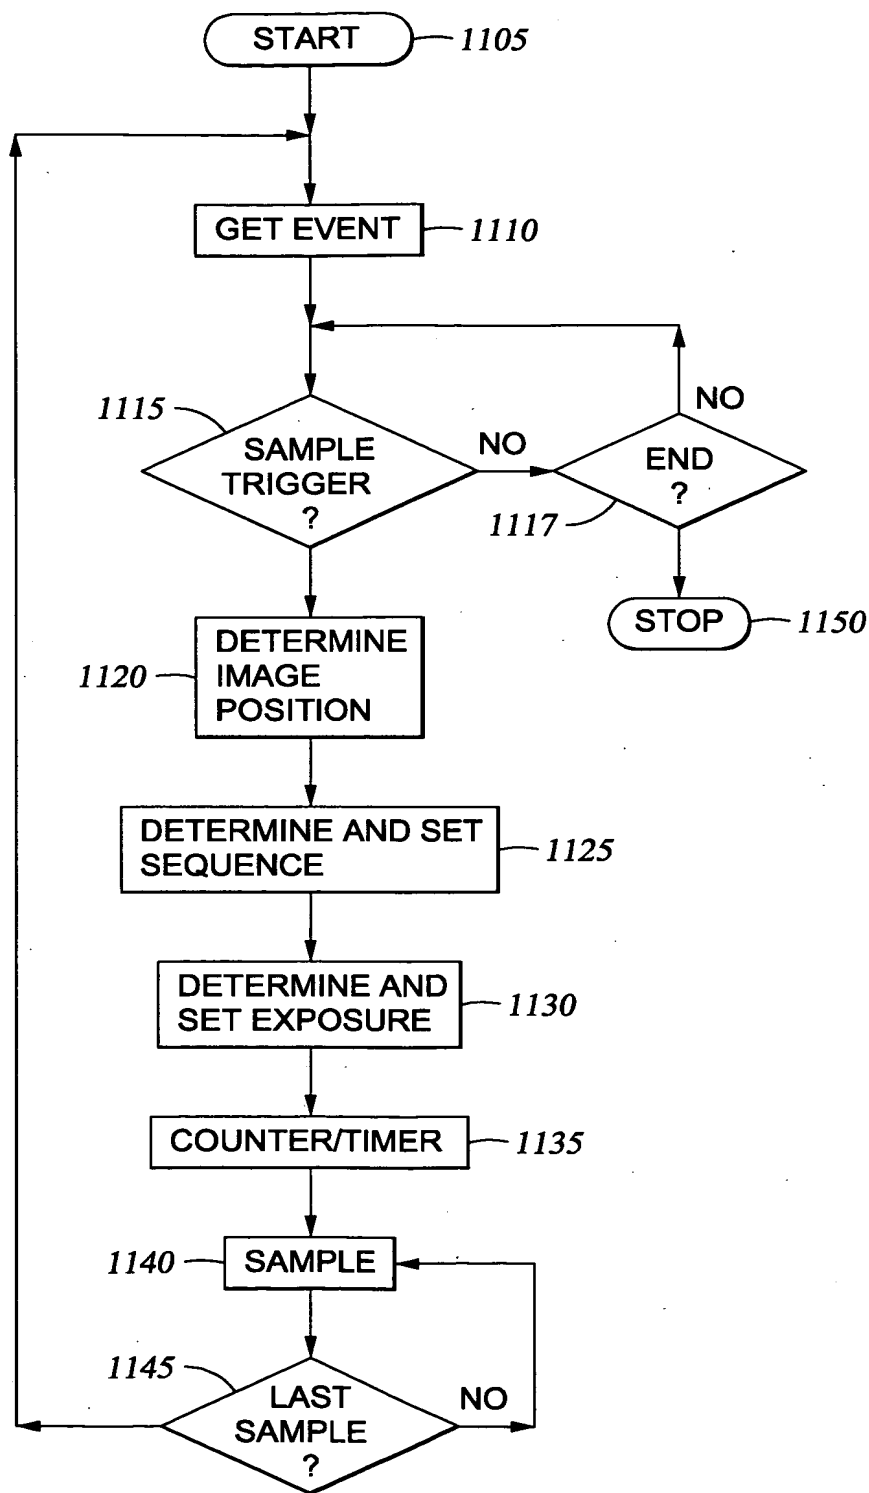 START
1105
GET EVENT
1110
1115
SAMPLE
TRIGGER
?
NO
NO
END
?
1117
STOP
1150
1120
DETERMINE
IMAGE
POSITION
DETERMINE AND SET
SEQUENCE
1125
DETERMINE AND
SET EXPOSURE
1130
COUNTER/TIMER
1135
1140
SAMPLE
1145
LAST
SAMPLE
?
NO